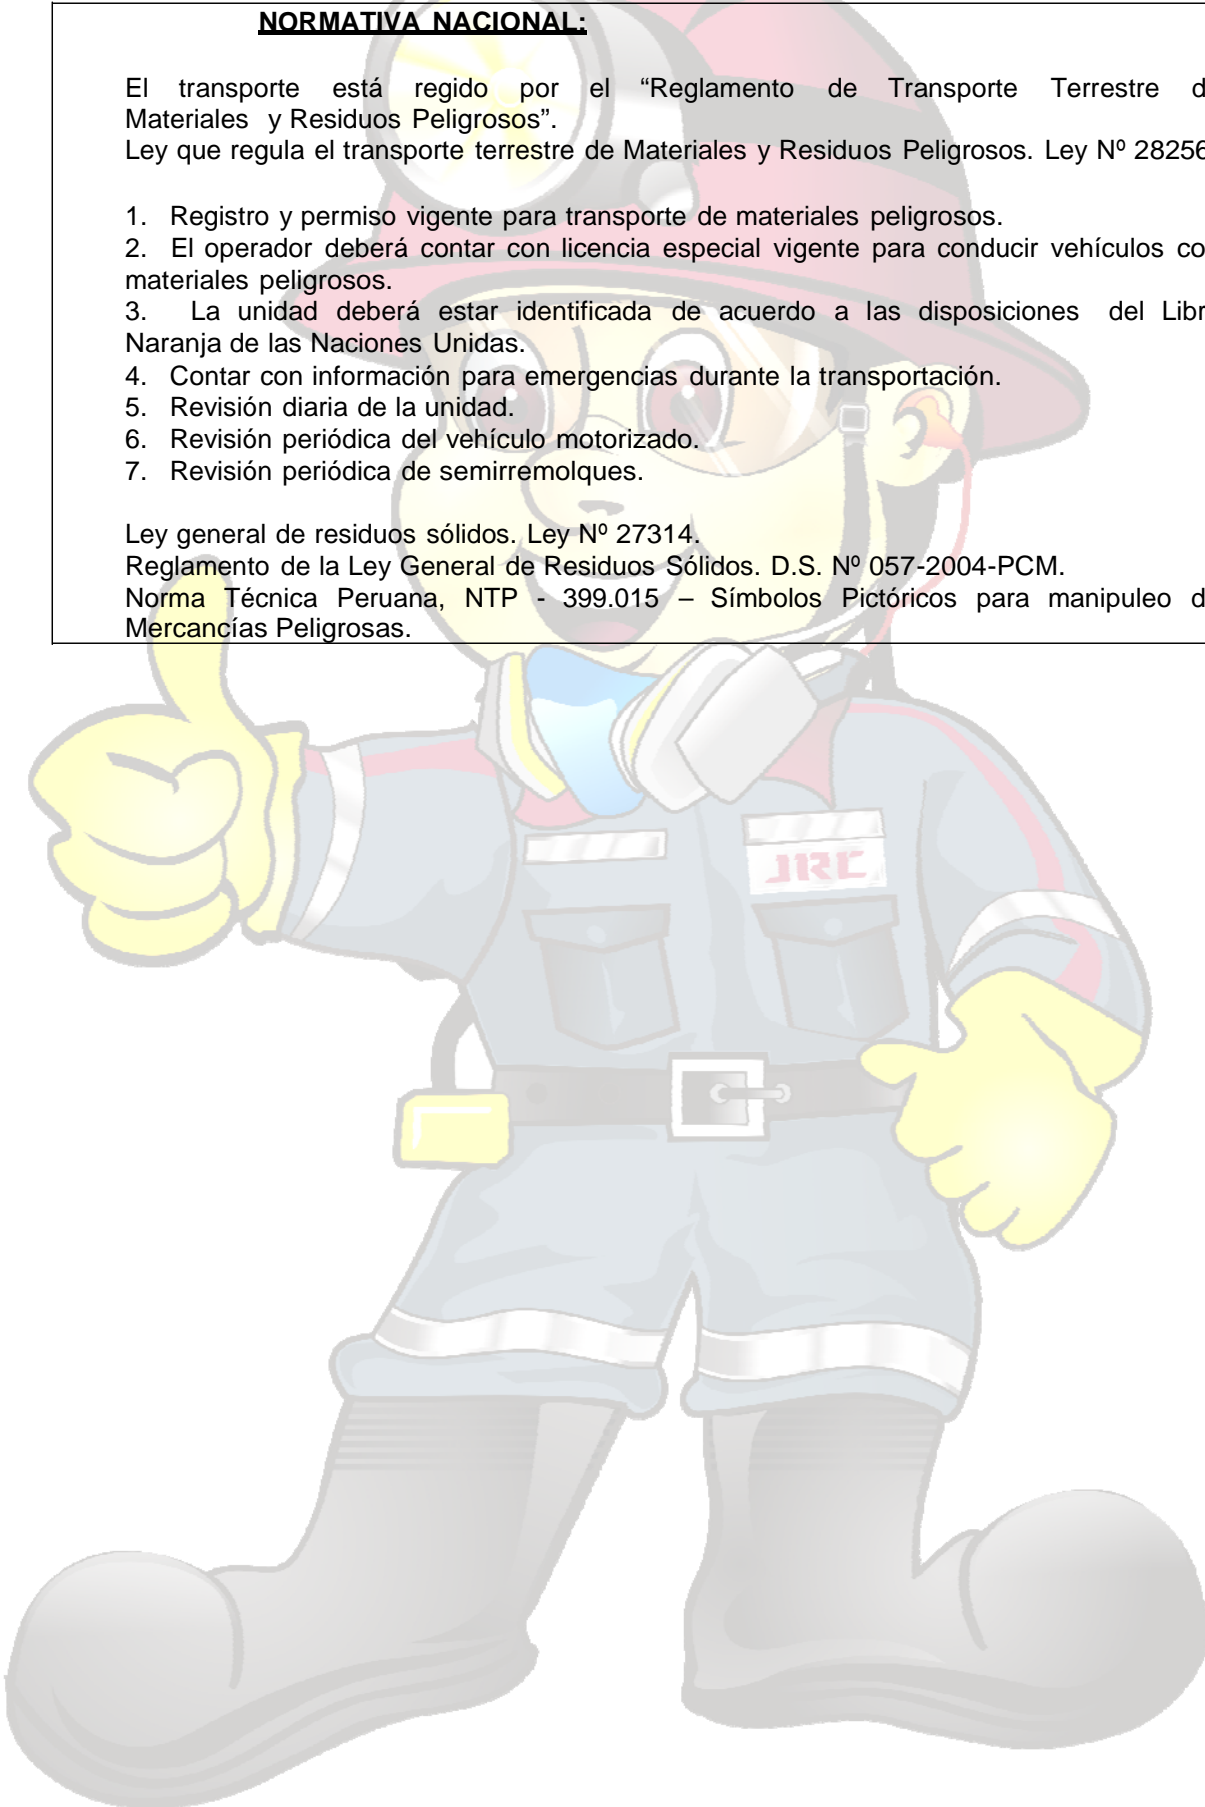 NORMATIVA NACIONAL:
El transporte está regido por el “Reglamento de Transporte Terrestre d
Materiales y Residuos Peligrosos”.
Ley que regula el transporte terrestre de Materiales y Residuos Peligrosos. Ley Nº 28256
1. Registro y permiso vigente para transporte de materiales peligrosos.
2. El operador deberá contar con licencia especial vigente para conducir vehículos co
materiales peligrosos.
3. La unidad deberá estar identificada de acuerdo a las disposiciones del Libr
Naranja de las Naciones Unidas.
4. Contar con información para emergencias durante la transportación.
5. Revisión diaria de la unidad.
6. Revisión periódica del vehículo motorizado.
7. Revisión periódica de semirremolques.
Ley general de residuos sólidos. Ley Nº 27314.
Reglamento de la Ley General de Residuos Sólidos. D.S. Nº 057-2004-PCM.
Norma Técnica Peruana, NTP - 399.015 – Símbolos Pictóricos para manipuleo d
Mercancías Peligrosas.
JRC